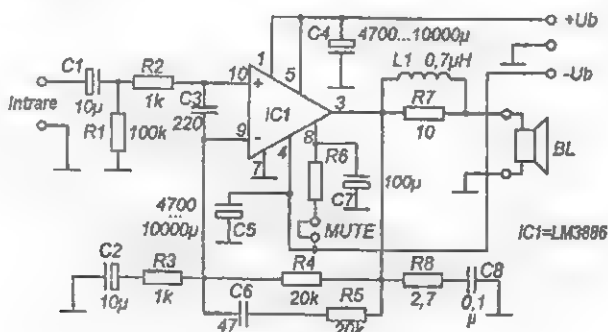 C4 4700...10000µ +Ub
L1 0,7µH
-Ub
C1 R2 1 5
10 + R7
Intrare 10µ 1k C3 IC1 3 10
R1 100k 220 9 - 8 BL
7 4 R6
4700 ... 10000µ C5 C7 100µ
MUTE IC1=LM3886
C2 R3 R4 R8 C8
10µ 1k 20k 2,7 0,1 µ
C6 R5
47 20k